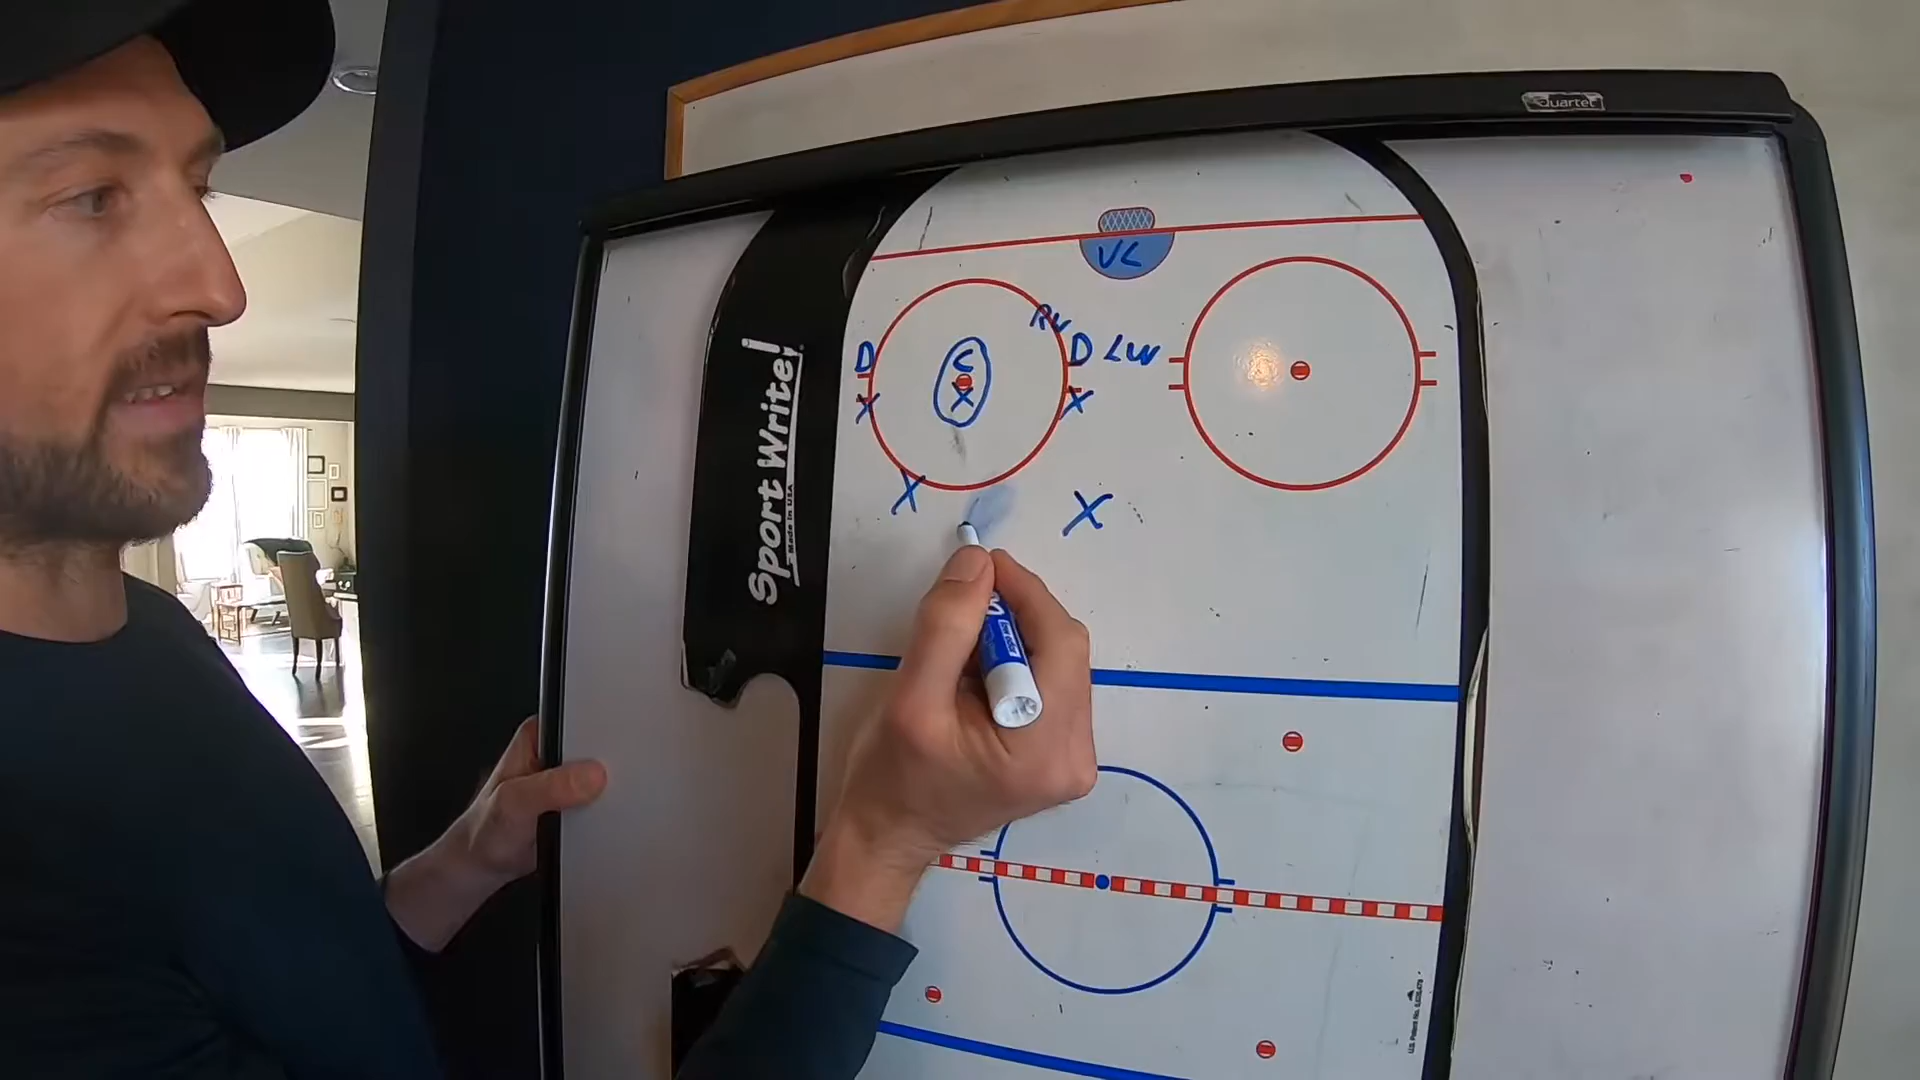 Quartet
VC
RW
D
C
D
LW
X
X
X
X
X
Sport Write!
Made in USA